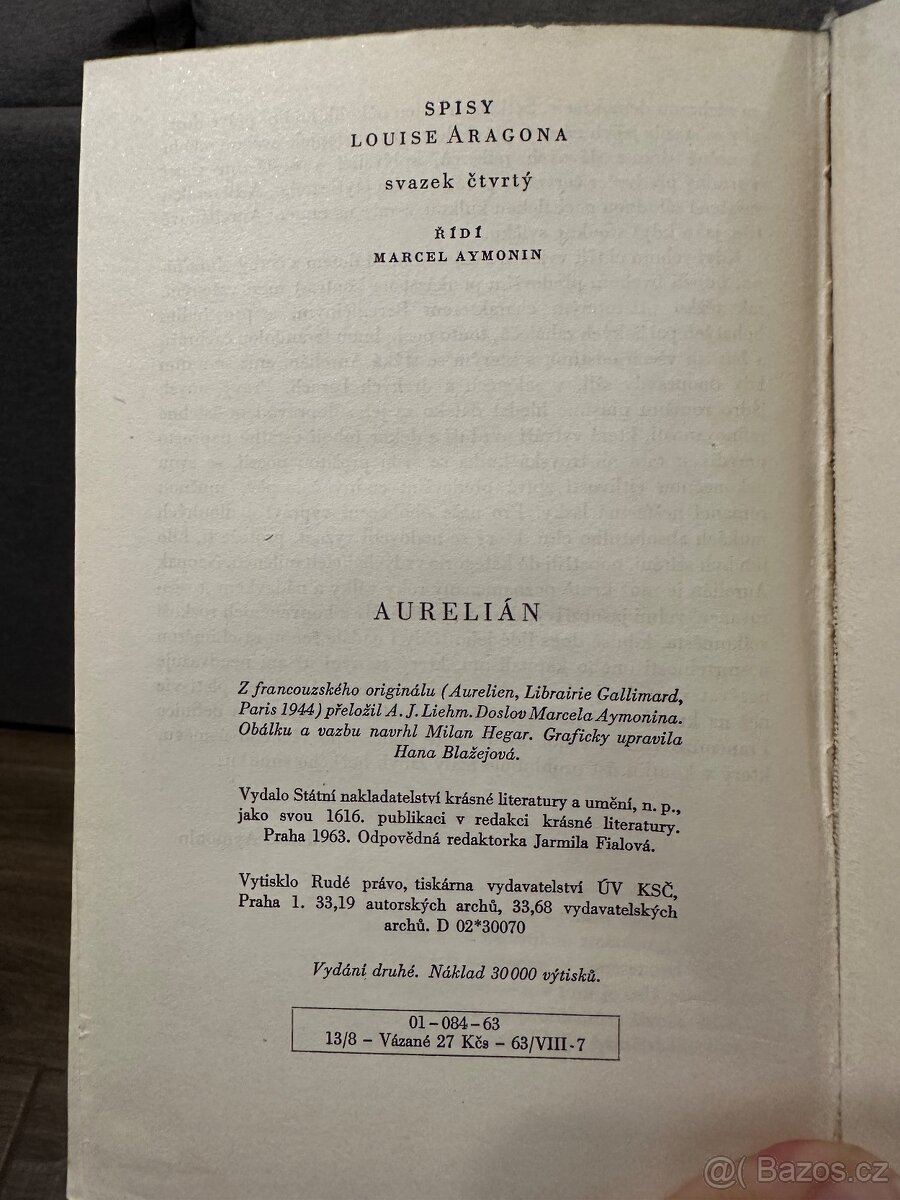 SPISY
LOUISE ARAGONA
svazek čtvrtý
ŘÍDÍ
MARCEL AYMONIN
AURELIÁN
Z francouzského originálu (Aurelien, Librairie Gallimard,
Paris 1944) přeložil A. J. Liehm. Doslov Marcela Aymonina.
Obálku a vazbu navrhl Milan Hegar. Graficky upravila
Hana Blažejová.
Vydalo Státní nakladatelství krásné literatury a umění, n. p.,
jako svou 1616. publikaci v redakci krásné literatury.
Praha 1963. Odpovědná redaktorka Jarmila Fialová.
Vytisklo Rudé právo, tiskárna vydavatelství ÚV KSČ,
Praha 1. 33,19 autorských archů, 33,68 vydavatelských
archů. D 02*30070
Vydání druhé. Náklad 30000 výtisků.
01-084-63
13/8 - Vázané 27 Kčs - 63/VIII-7
@ Bazos.cz